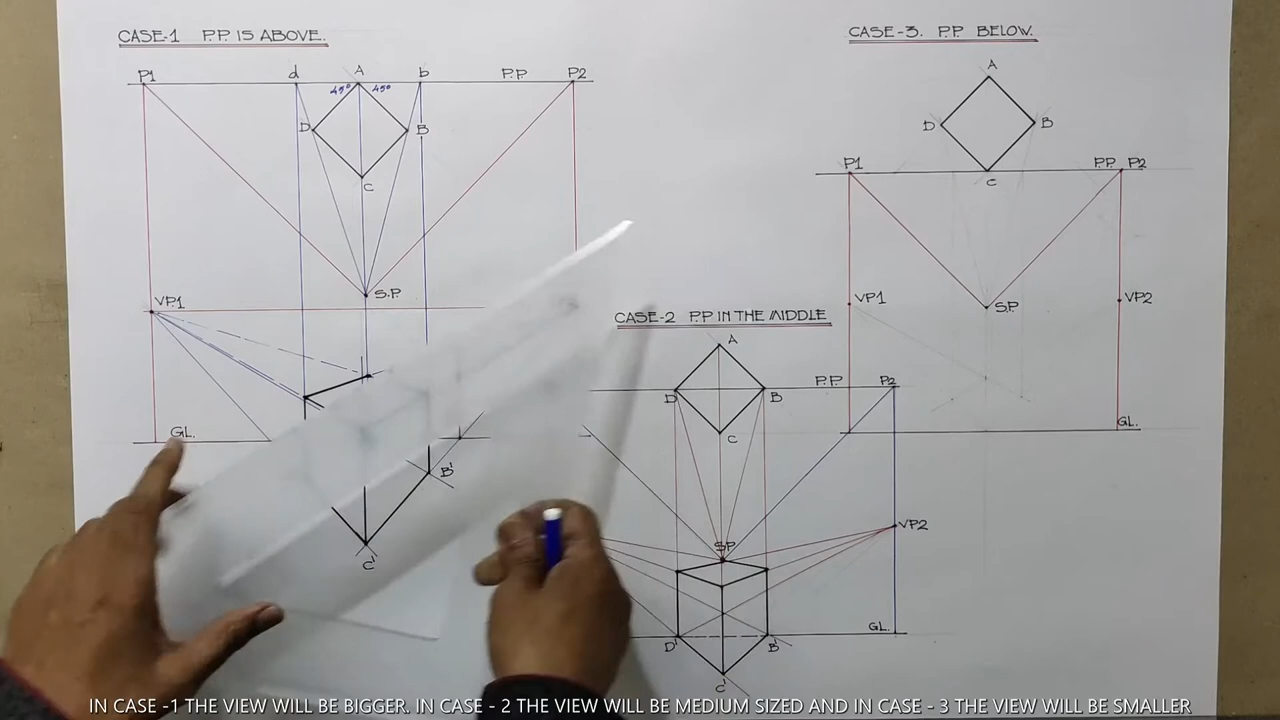 CASE-1 P.P. IS ABOVE.
P1 d A b P.P P2
45° 45°
D B
C
S.P.
VP.1
GL.
B'
C'
CASE-2 P.P IN THE MIDDLE
A
D B P.P. P2
C
SP
VP2
GL.
D' B'
C'
CASE-3. P.P BELOW.
A
D B
P1 P.P. P2
C
VP1 S.P. VP2
GL.
IN CASE -1 THE VIEW WILL BE BIGGER. IN CASE - 2 THE VIEW WILL BE MEDIUM SIZED AND IN CASE - 3 THE VIEW WILL BE SMALLER